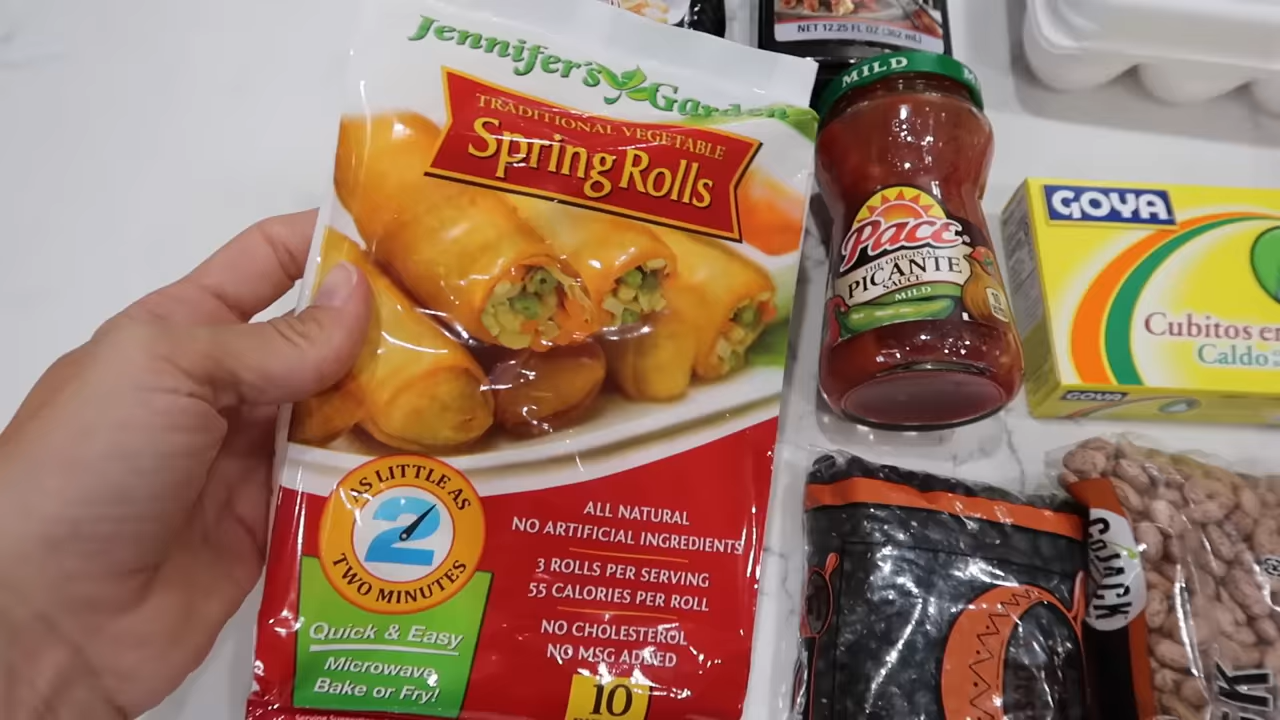 Jennifer's Garden
TRADITIONAL VEGETABLE
Spring Rolls
AS LITTLE AS
2
TWO MINUTES
Quick & Easy
Microwave
Bake or Fry!
ALL NATURAL
NO ARTIFICIAL INGREDIENTS
3 ROLLS PER SERVING
55 CALORIES PER ROLL
NO CHOLESTEROL
NO MSG ADDED
10
NET 12.25 FL OZ (362 mL)
MILD
Pace
THE ORIGINAL
PICANTE
SAUCE
MILD
GOYA
Cubitos en
Caldo
GOYA